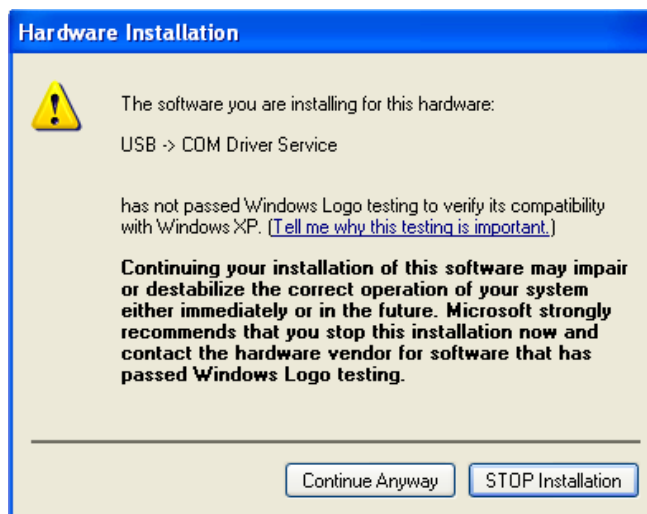 Hardware Installation
The software you are installing for this hardware:
USB -> COM Driver Service
has not passed Windows Logo testing to verify its compatibility
with Windows XP. (Tell me why this testing is important.)
Continuing your installation of this software may impair
or destabilize the correct operation of your system
either immediately or in the future. Microsoft strongly
recommends that you stop this installation now and
contact the hardware vendor for software that has
passed Windows Logo testing.
Continue Anyway
STOP Installation